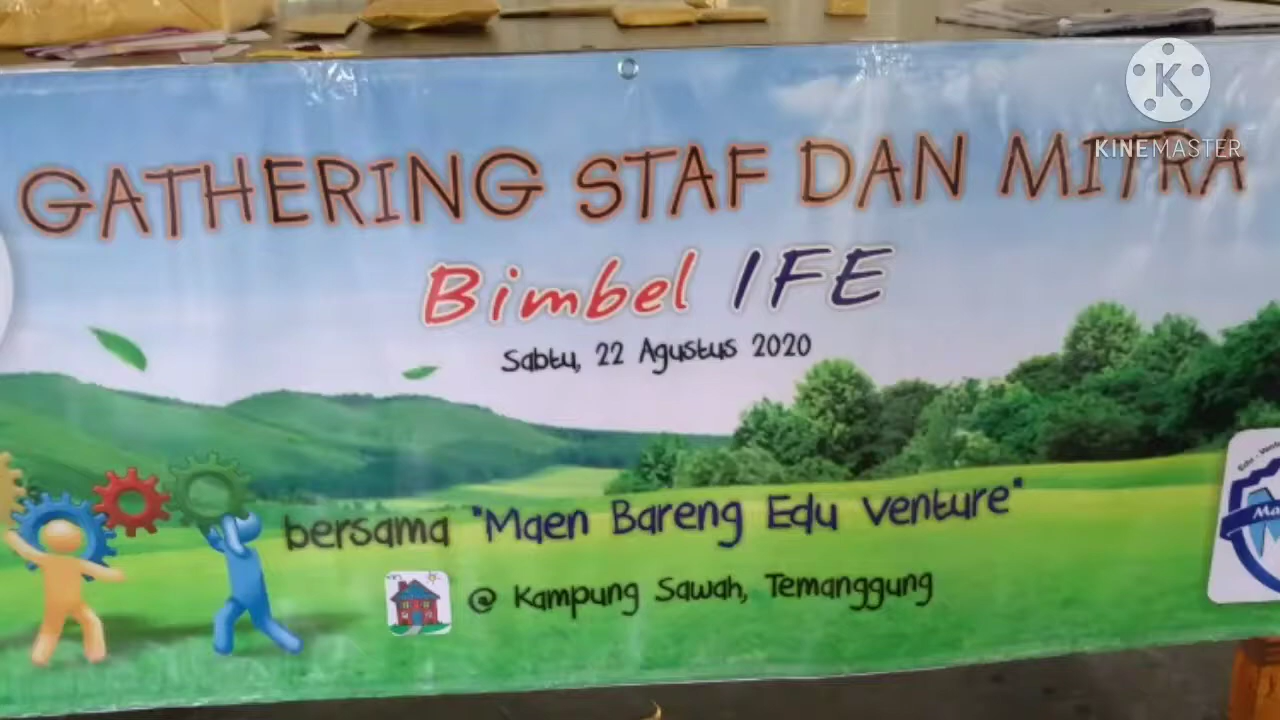 GATHERING STAF DAN MITRA
Bimbel IFE
Sabtu, 22 Agustus 2020
bersama "Maen Bareng Edu Venture"
@ Kampung Sawah, Temanggung
K
KINEMASTER